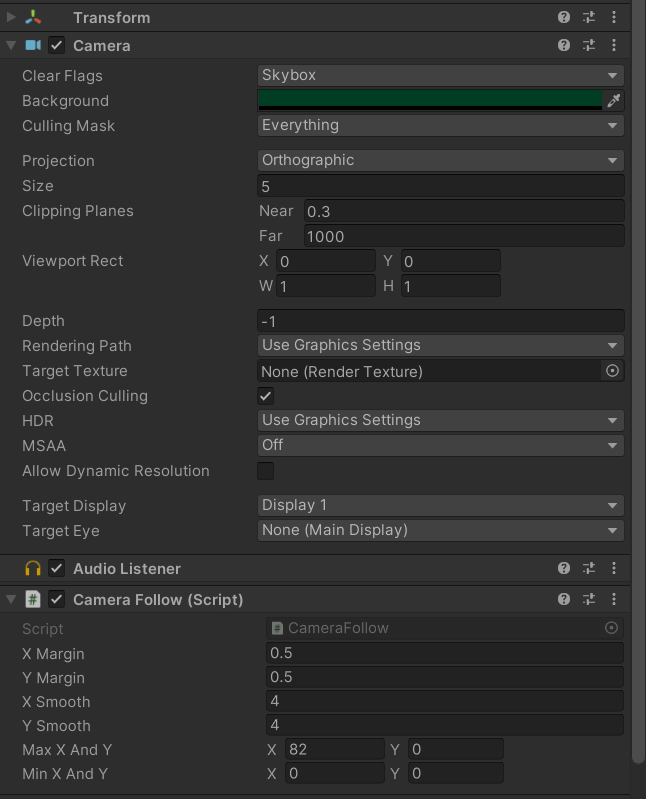 Transform
Camera
Clear Flags Skybox
Background
Culling Mask Everything
Projection Orthographic
Size 5
Clipping Planes Near 0.3
Far 1000
Viewport Rect X 0 Y 0
W 1 H 1
Depth -1
Rendering Path Use Graphics Settings
Target Texture None (Render Texture)
Occlusion Culling
HDR Use Graphics Settings
MSAA Off
Allow Dynamic Resolution
Target Display Display 1
Target Eye None (Main Display)
Audio Listener
# Camera Follow (Script)
Script # CameraFollow
X Margin 0.5
Y Margin 0.5
X Smooth 4
Y Smooth 4
Max X And Y X 82 Y 0
Min X And Y X 0 Y 0